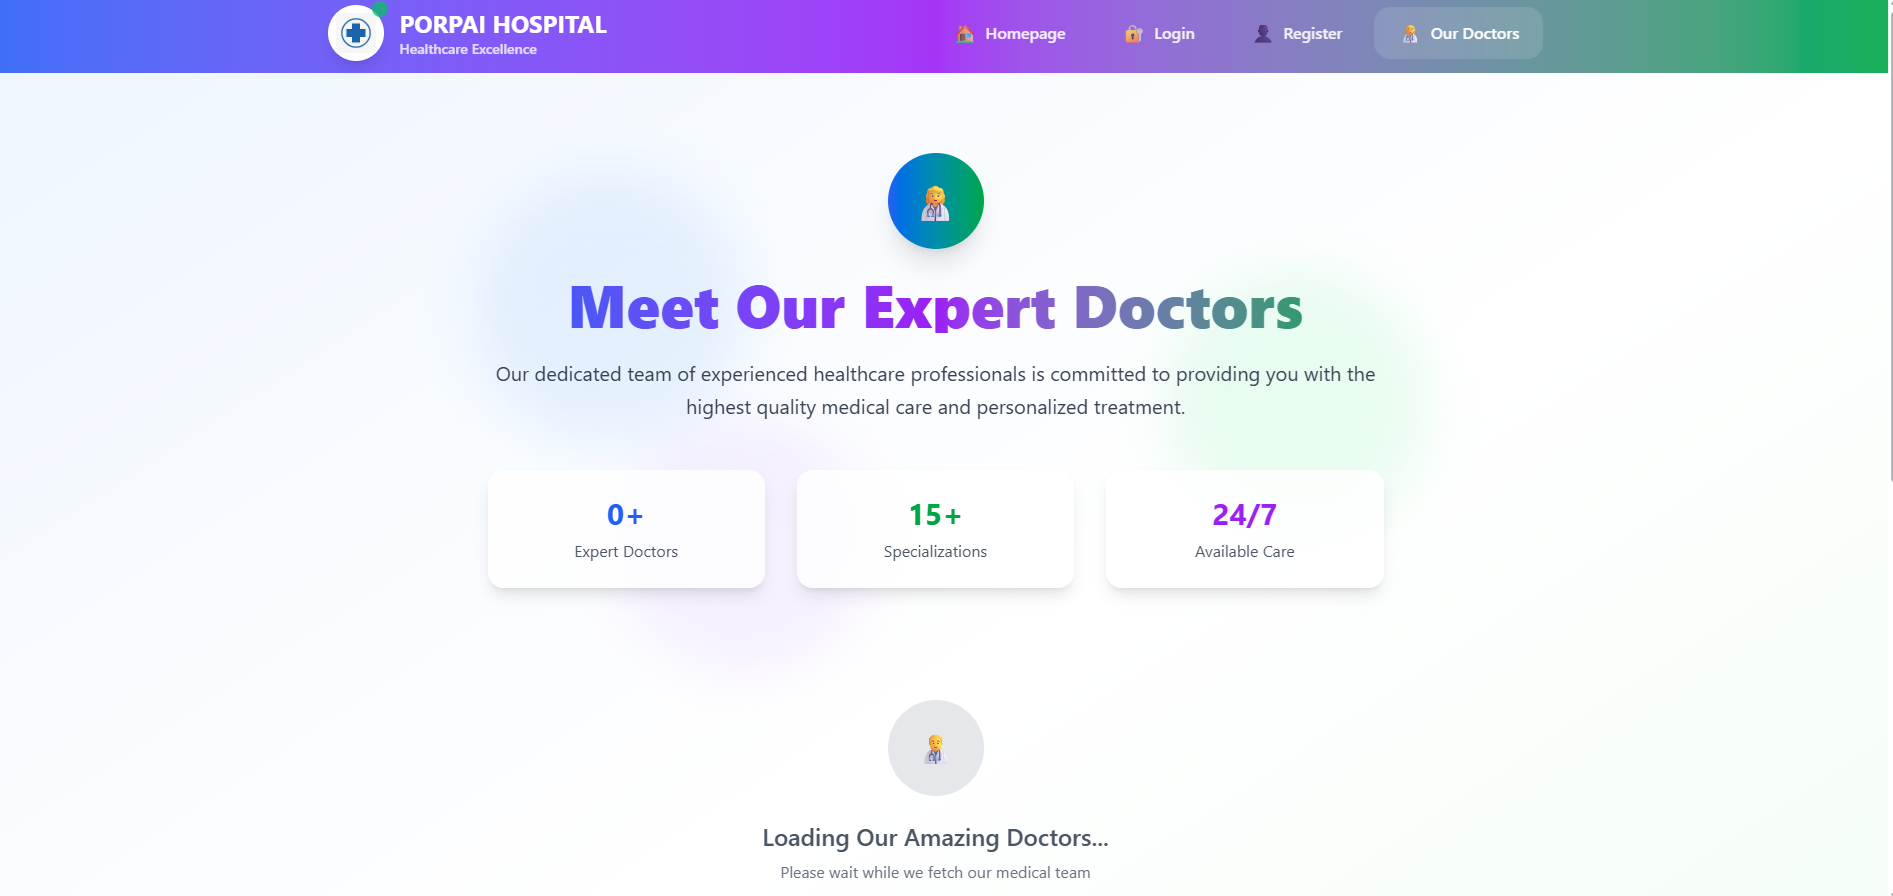 PORPAI HOSPITAL
Healthcare Excellence
Homepage
Login
Register
Our Doctors
Meet Our Expert Doctors
Our dedicated team of experienced healthcare professionals is committed to providing you with the
highest quality medical care and personalized treatment.
0+
Expert Doctors
15+
Specializations
24/7
Available Care
Loading Our Amazing Doctors...
Please wait while we fetch our medical team